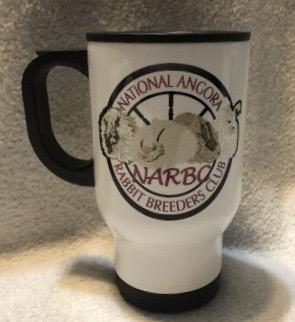 NATIONAL ANGORA
NARBC
RABBIT BREEDERS CLUB